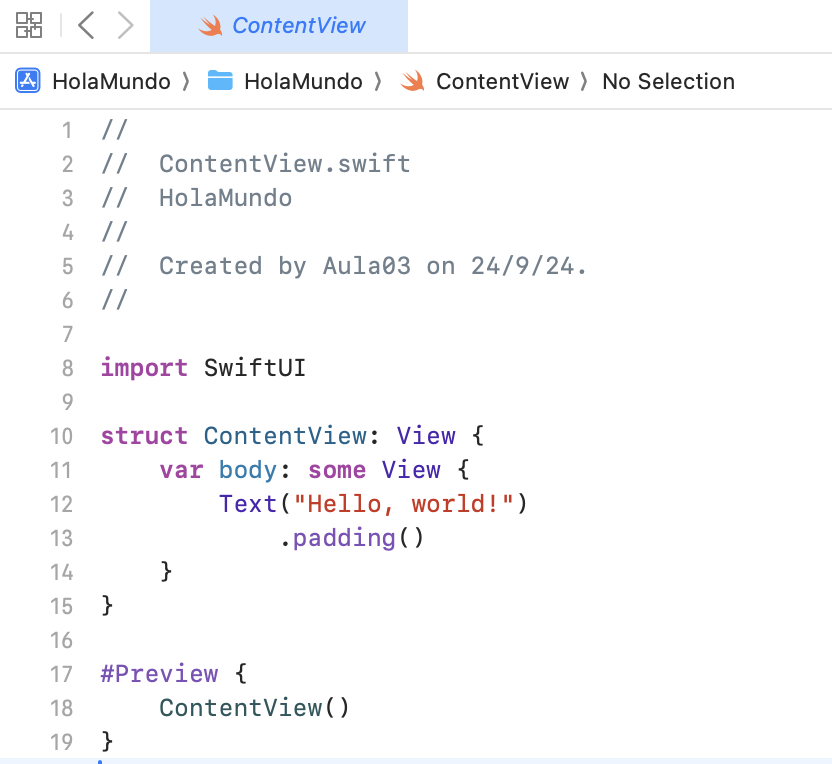 ContentView
HolaMundo 〉 HolaMundo 〉 ContentView 〉 No Selection
1 //
2 //  ContentView.swift
3 //  HolaMundo
4 //
5 //  Created by Aula03 on 24/9/24.
6 //
7
8 import SwiftUI
9
10 struct ContentView: View {
11     var body: some View {
12         Text("Hello, world!")
13             .padding()
14     }
15 }
16
17 #Preview {
18     ContentView()
19 }